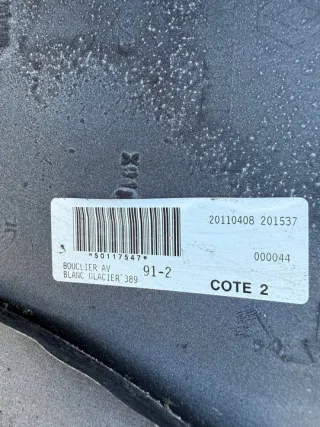 20110408 201537
*50117547*
000044
BOUCLIER AV
91-2
BLANC GLACIER 389
COTE 2